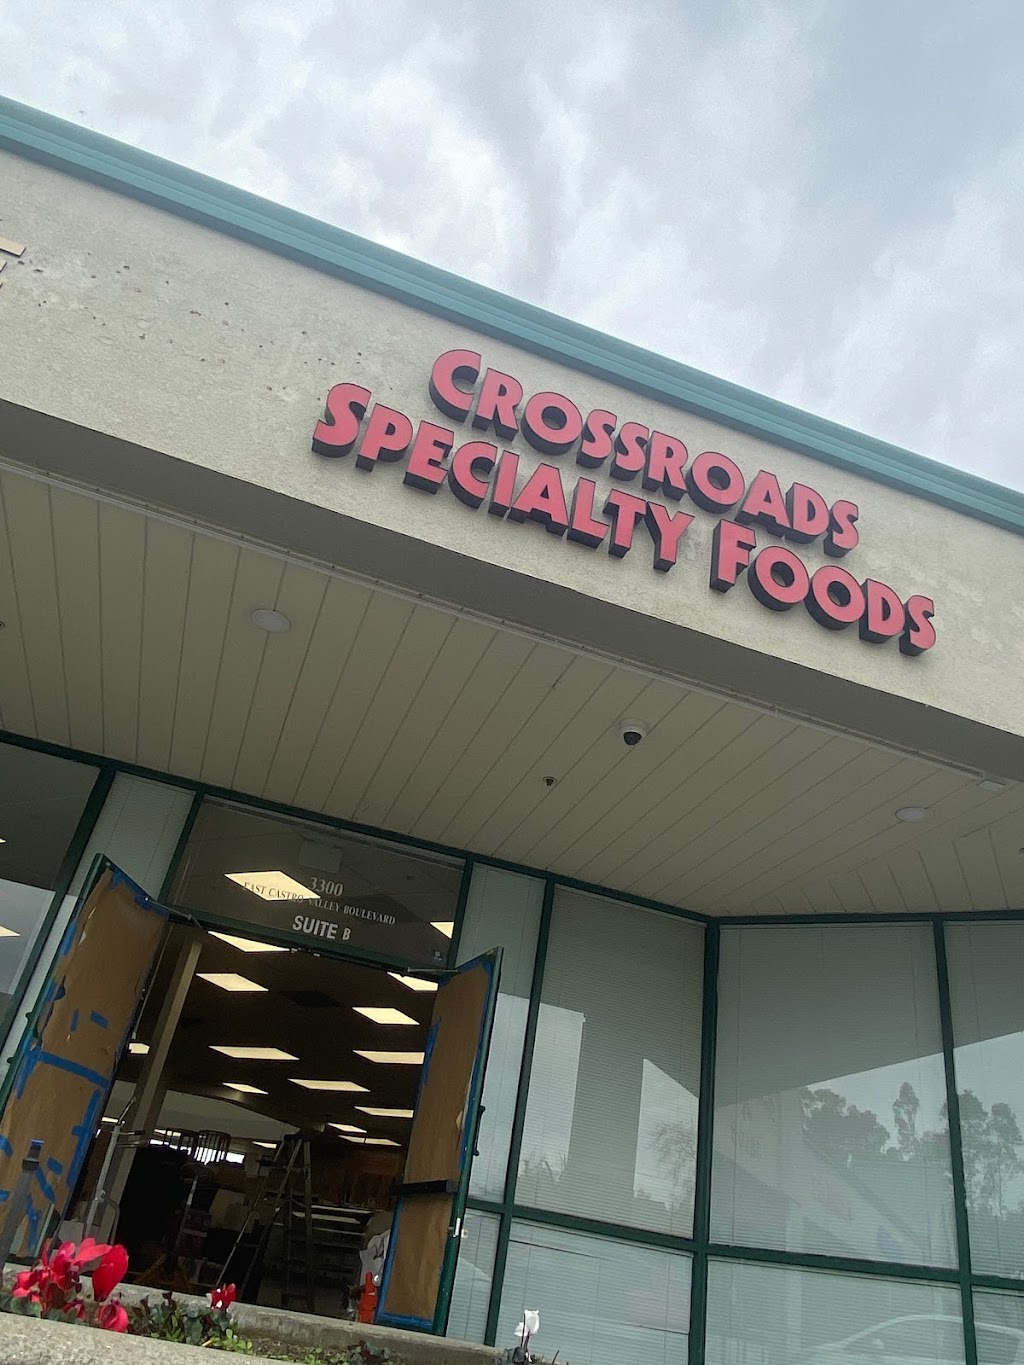 CROSSROADS
SPECIALTY FOODS
3300
EAST CASTRO VALLEY BOULEVARD
SUITE B